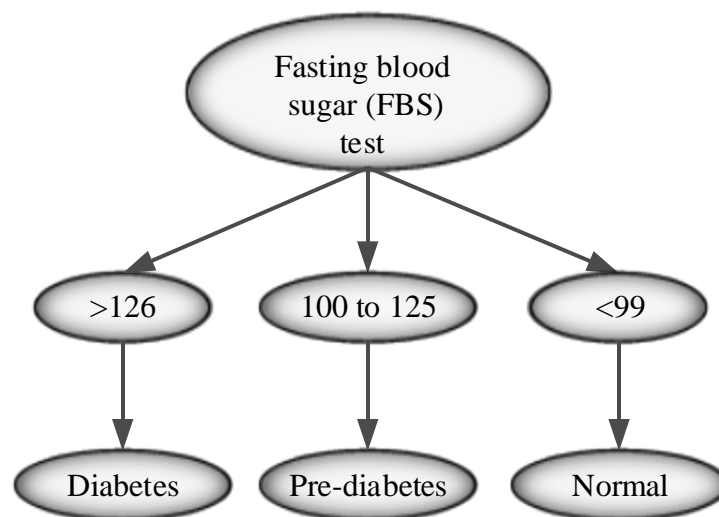 Fasting blood
sugar (FBS)
test
>126
100 to 125
<99
Diabetes
Pre-diabetes
Normal